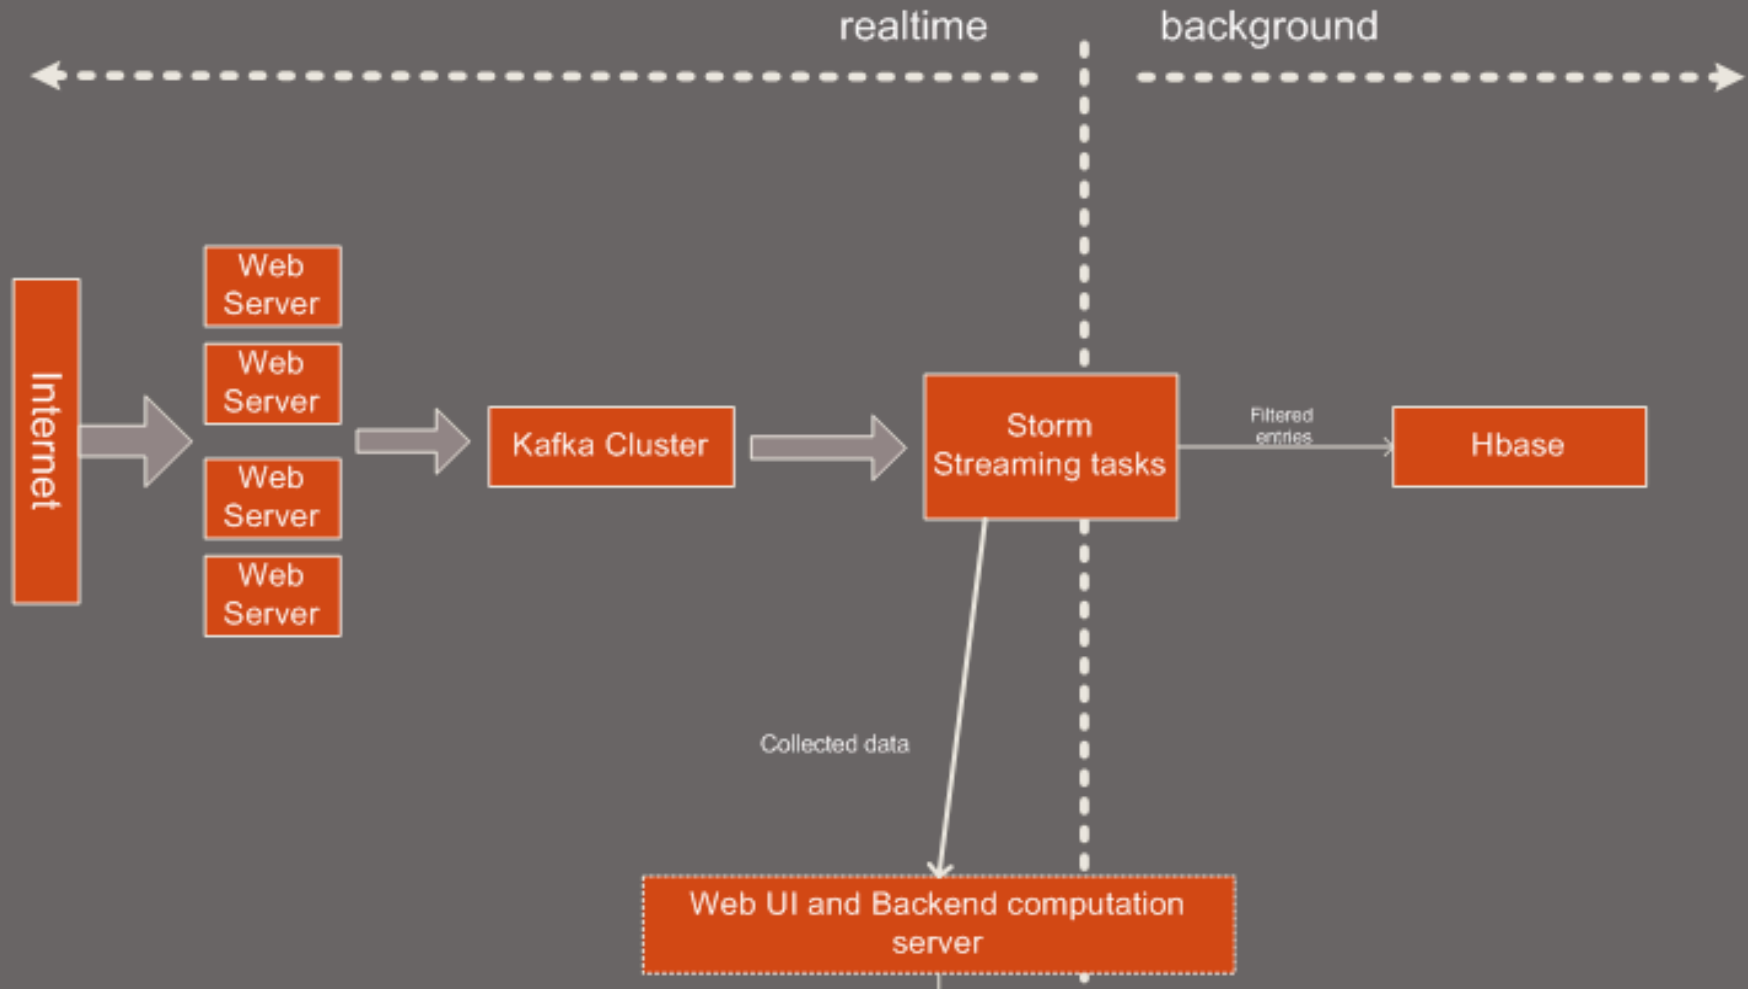 realtime
background
Internet
Web
Server
Web
Server
Web
Server
Web
Server
Kafka Cluster
Storm
Streaming tasks
Filtered
entries
Hbase
Collected data
Web UI and Backend computation
server